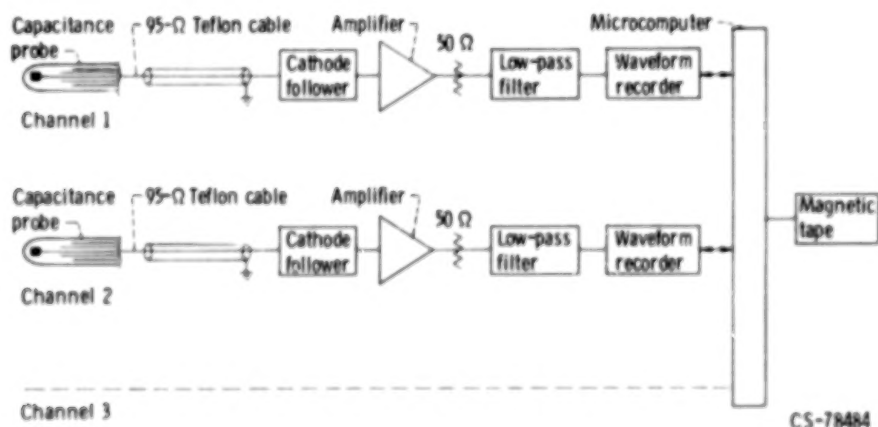 Capacitance probe
95-Ω Teflon cable
Amplifier
50 Ω
Microcomputer
Cathode follower
Low-pass filter
Waveform recorder
Channel 1
Capacitance probe
95-Ω Teflon cable
Amplifier
50 Ω
Cathode follower
Low-pass filter
Waveform recorder
Magnetic tape
Channel 2
Channel 3
CS-78484